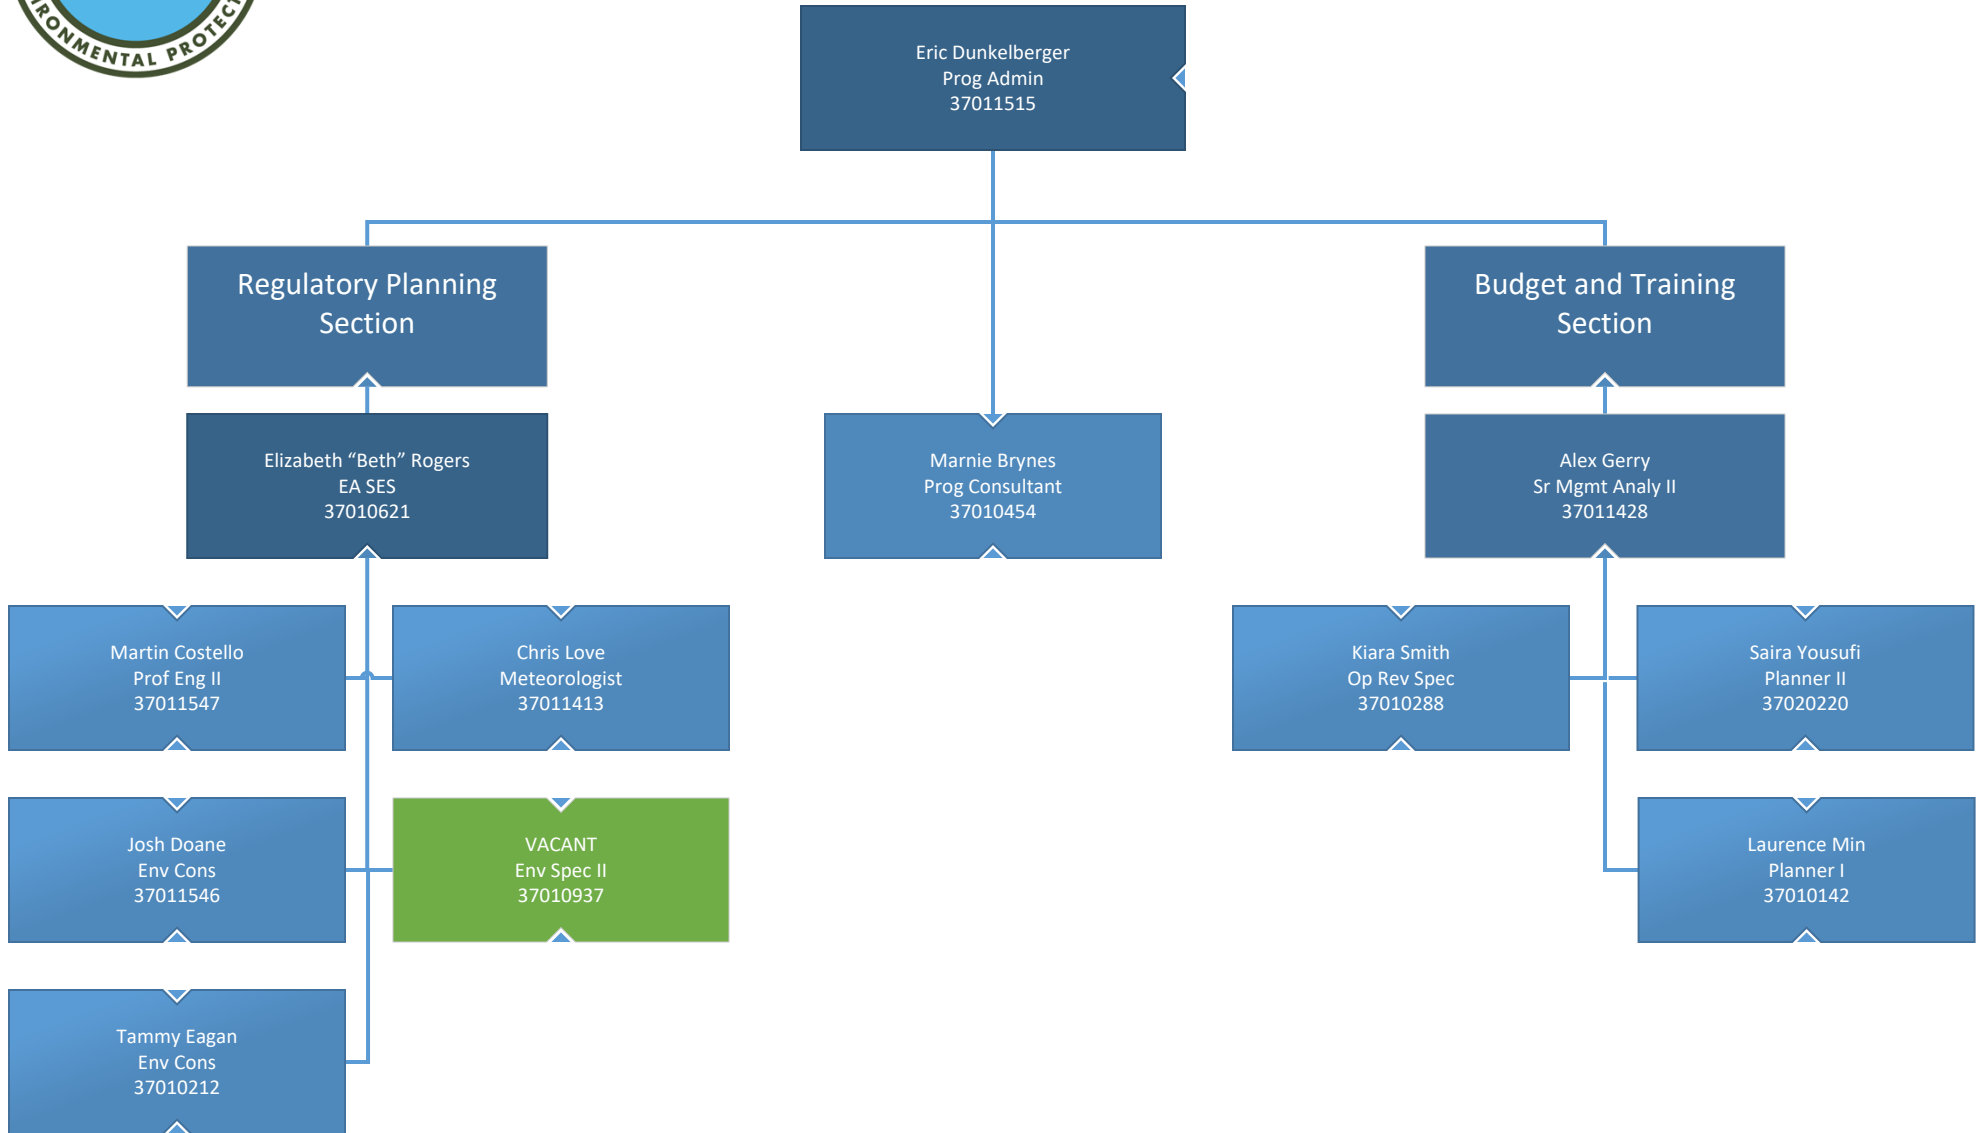 Eric Dunkelberger
Prog Admin
37011515
Regulatory Planning
Section
Budget and Training
Section
Elizabeth “Beth” Rogers
EA SES
37010621
Marnie Brynes
Prog Consultant
37010454
Alex Gerry
Sr Mgmt Analy II
37011428
Martin Costello
Prof Eng II
37011547
Chris Love
Meteorologist
37011413
Kiara Smith
Op Rev Spec
37010288
Saira Yousufi
Planner II
37020220
Josh Doane
Env Cons
37011546
VACANT
Env Spec II
37010937
Laurence Min
Planner I
37010142
Tammy Eagan
Env Cons
37010212